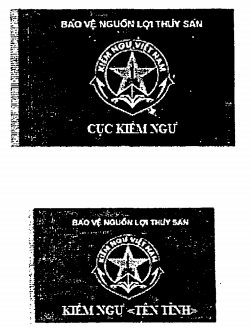 BẢO VỆ NGUỒN LỢI THỦY SẢN
KIỂM NGƯ VIỆT NAM
CỤC KIỂM NGƯ
BẢO VỆ NGUỒN LỢI THỦY SẢN
KIỂM NGƯ VIỆT NAM
KIỂM NGƯ <TÊN TỈNH>